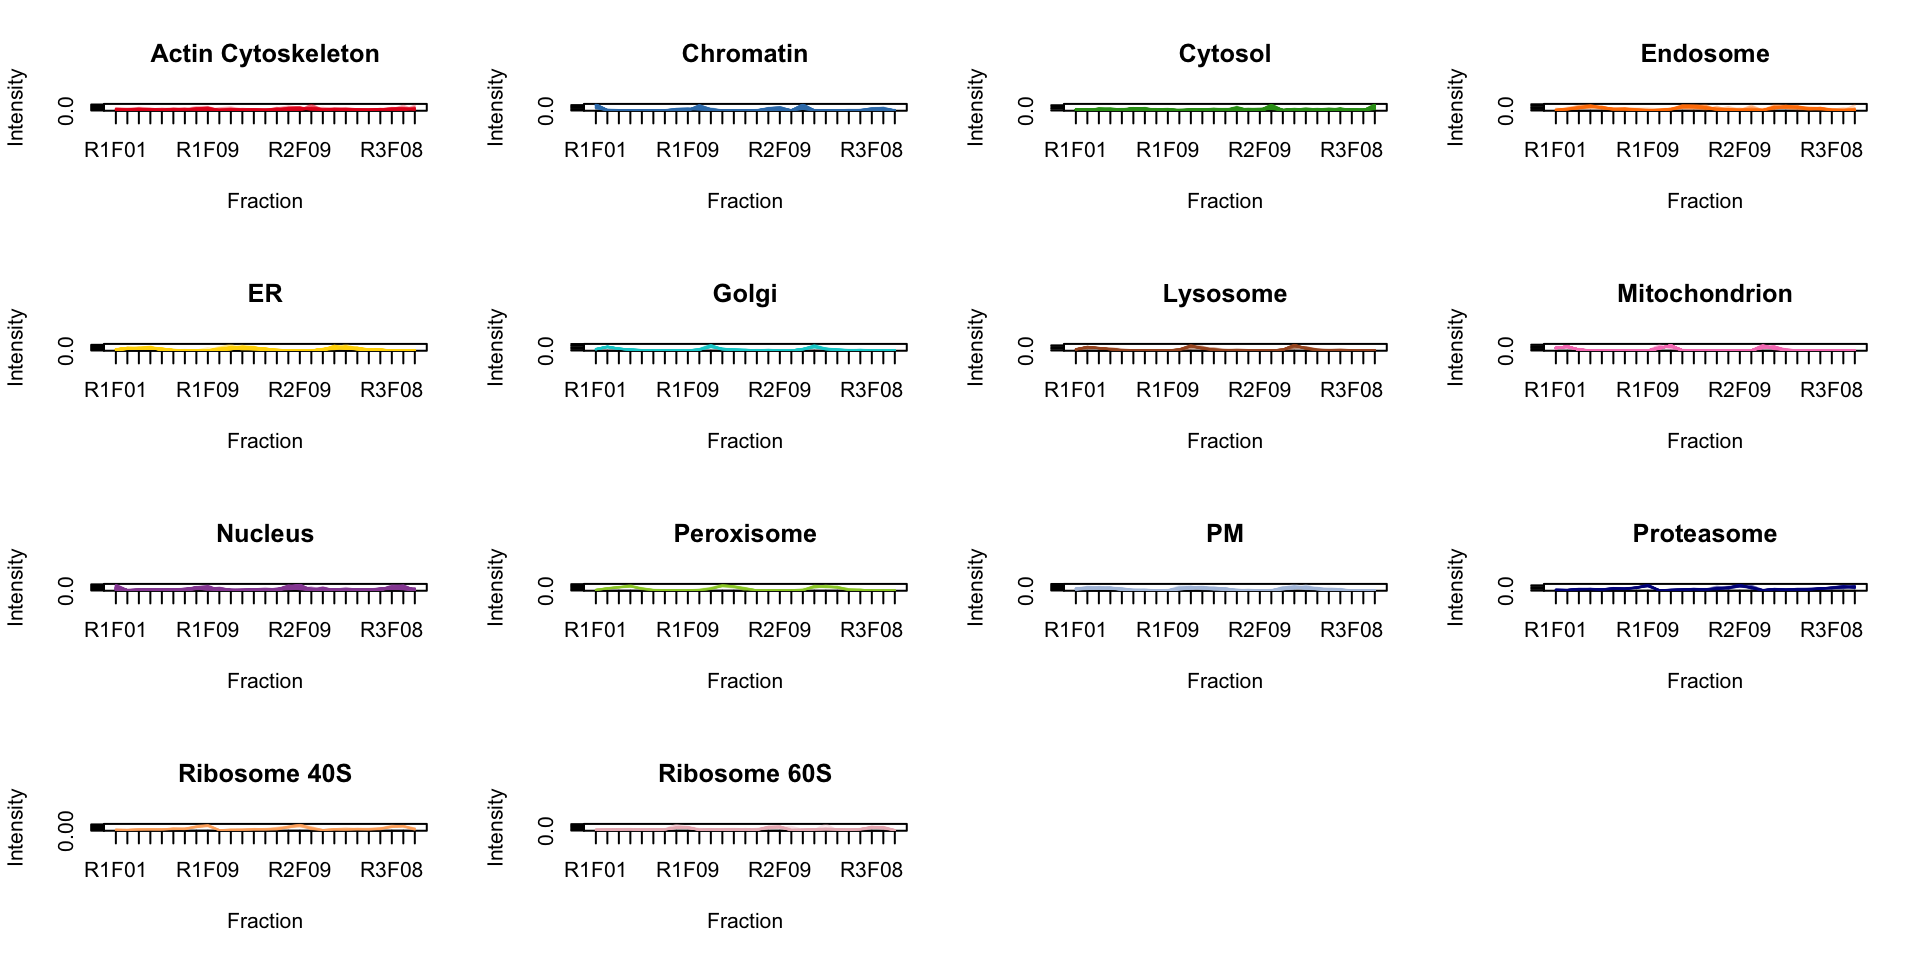 Actin Cytoskeleton
Intensity
0.0
R1F01 R1F09 R2F09 R3F08
Fraction
Chromatin
Intensity
0.0
R1F01 R1F09 R2F09 R3F08
Fraction
Cytosol
Intensity
0.0
R1F01 R1F09 R2F09 R3F08
Fraction
Endosome
Intensity
0.0
R1F01 R1F09 R2F09 R3F08
Fraction
ER
Intensity
0.0
R1F01 R1F09 R2F09 R3F08
Fraction
Golgi
Intensity
0.0
R1F01 R1F09 R2F09 R3F08
Fraction
Lysosome
Intensity
0.0
R1F01 R1F09 R2F09 R3F08
Fraction
Mitochondrion
Intensity
0.0
R1F01 R1F09 R2F09 R3F08
Fraction
Nucleus
Intensity
0.0
R1F01 R1F09 R2F09 R3F08
Fraction
Peroxisome
Intensity
0.0
R1F01 R1F09 R2F09 R3F08
Fraction
PM
Intensity
0.0
R1F01 R1F09 R2F09 R3F08
Fraction
Proteasome
Intensity
0.0
R1F01 R1F09 R2F09 R3F08
Fraction
Ribosome 40S
Intensity
0.00
R1F01 R1F09 R2F09 R3F08
Fraction
Ribosome 60S
Intensity
0.0
R1F01 R1F09 R2F09 R3F08
Fraction